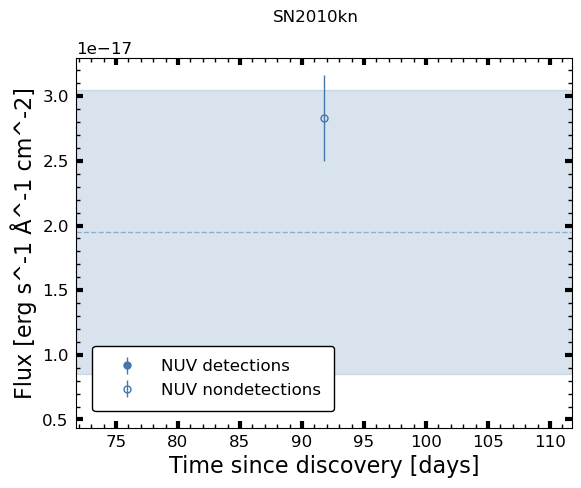 SN2010kn
1e−17
3.0
2.5
2.0
1.5
1.0
0.5
Flux [erg s^-1 Å^-1 cm^-2]
NUV detections
NUV nondetections
75 80 85 90 95 100 105 110
Time since discovery [days]